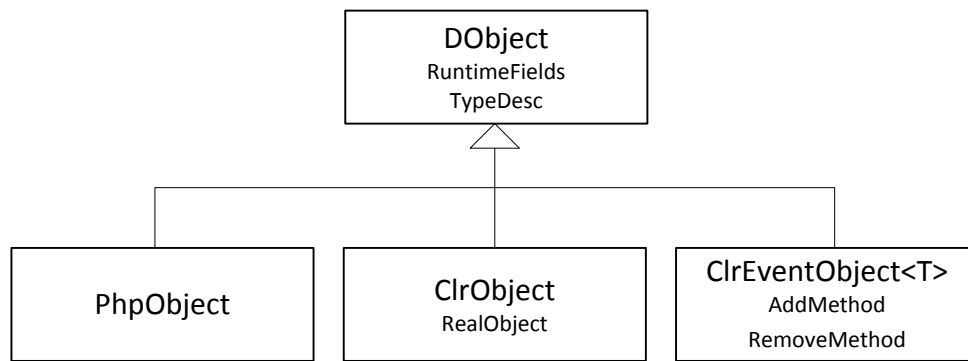 DObject
RuntimeFields
TypeDesc
PhpObject
ClrObject
RealObject
ClrEventObject<T>
AddMethod
RemoveMethod